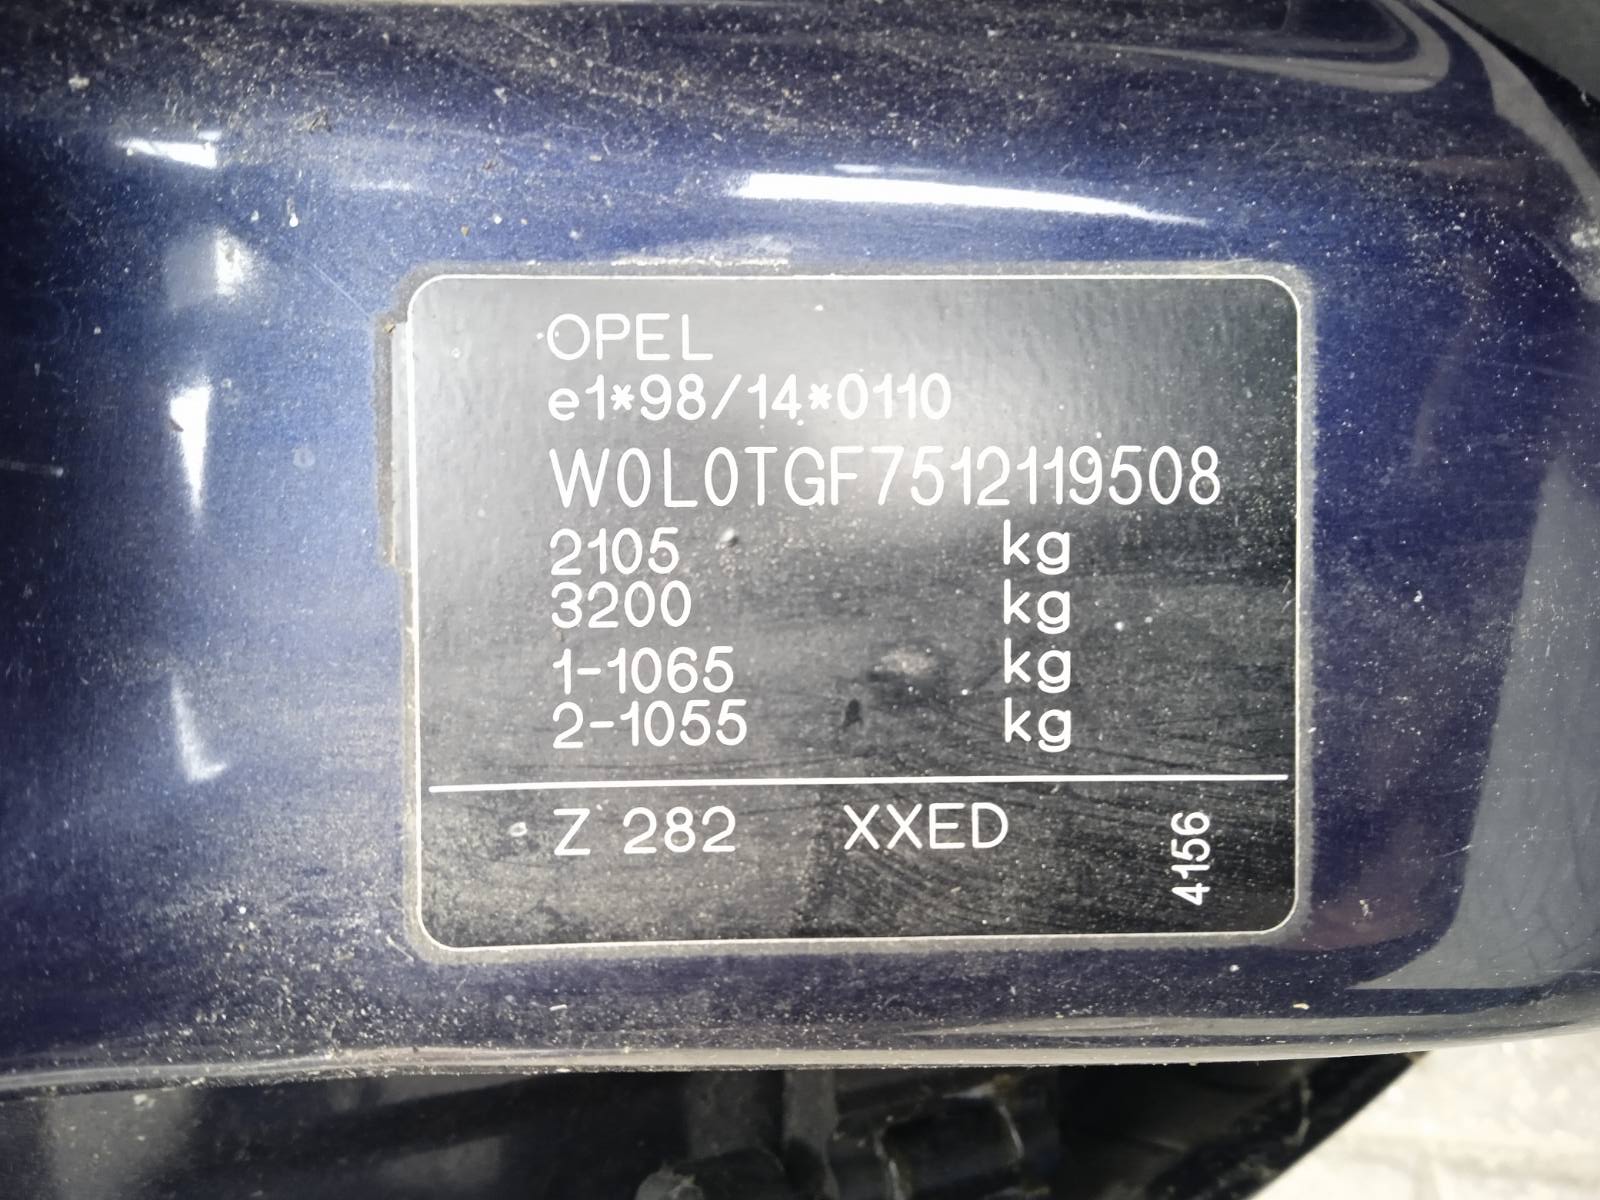 OPEL
e1*98/14*0110
W0L0TGF7512119508
2105 kg
3200 kg
1-1065 kg
2-1055 kg
Z 282 XXED
4156